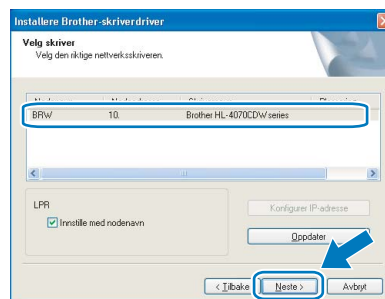 Installere Brother-skriverdriver
Velg skriver
Velg den riktige nettverksskriveren.
BRW 10. Brother HL-4070CDW series
LPR
Innstille med nodenavn
Konfigurer IP-adresse
Oppdater
< Tilbake Neste > Avbryt